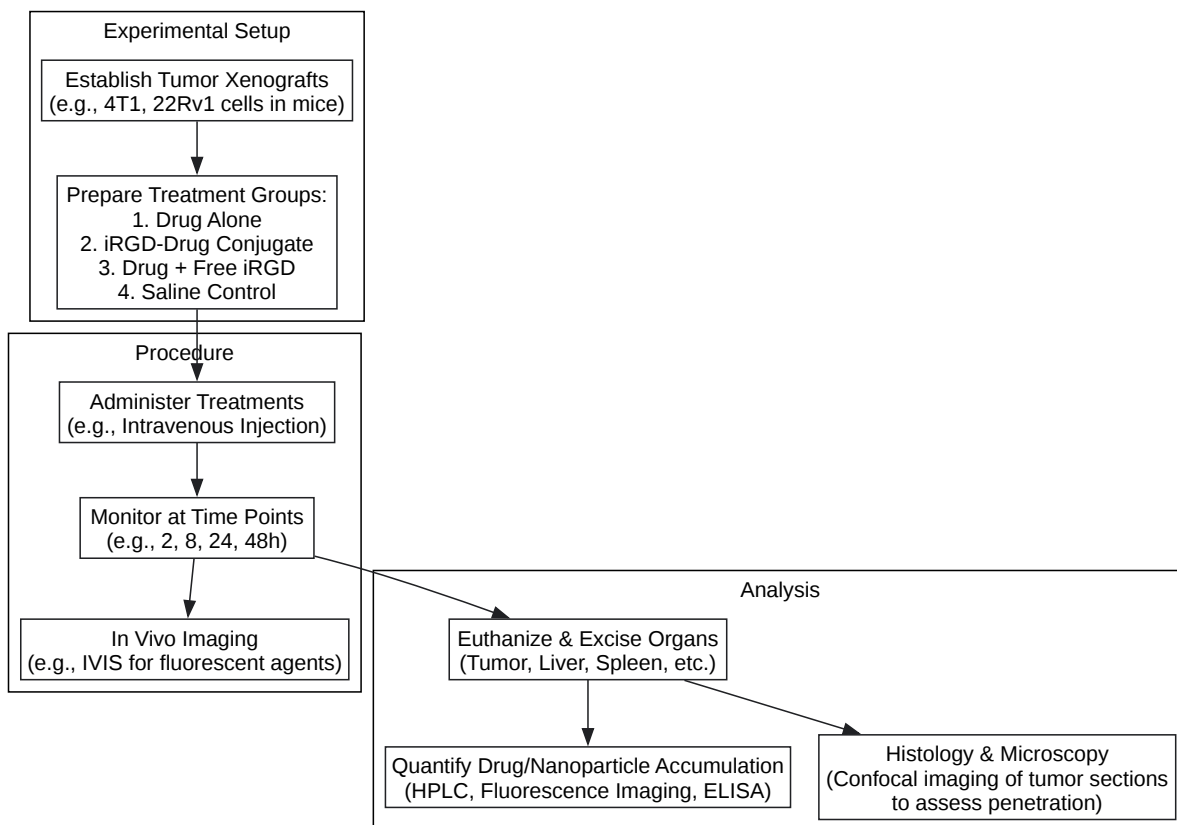 Experimental Setup
Establish Tumor Xenografts
(e.g., 4T1, 22Rv1 cells in mice)
Prepare Treatment Groups:
1. Drug Alone
2. iRGD-Drug Conjugate
3. Drug + Free iRGD
4. Saline Control
Procedure
Administer Treatments
(e.g., Intravenous Injection)
Monitor at Time Points
(e.g., 2, 8, 24, 48h)
In Vivo Imaging
(e.g., IVIS for fluorescent agents)
Analysis
Euthanize & Excise Organs
(Tumor, Liver, Spleen, etc.)
Quantify Drug/Nanoparticle Accumulation
(HPLC, Fluorescence Imaging, ELISA)
Histology & Microscopy
(Confocal imaging of tumor sections
to assess penetration)